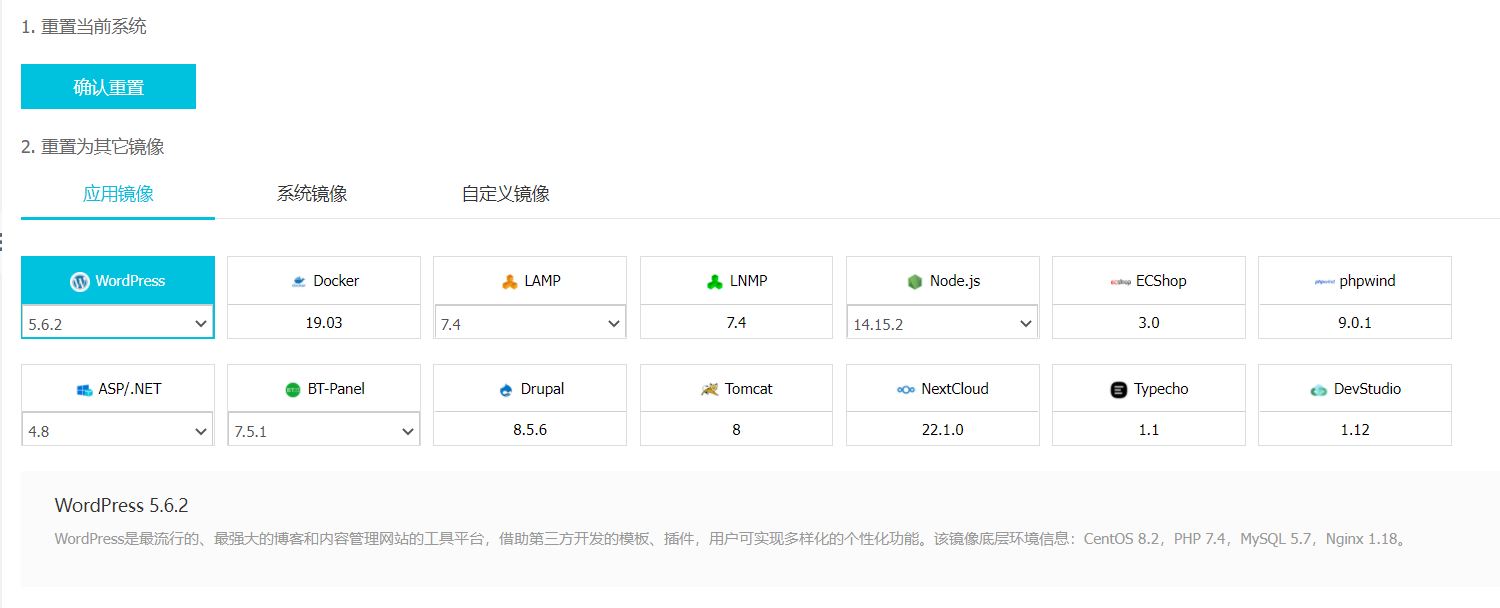 1. 重置当前系统
确认重置
2. 重置为其它镜像
应用镜像 系统镜像 自定义镜像
WordPress Docker LAMP LNMP Node.js ECShop phpwind
5.6.2 19.03 7.4 7.4 14.15.2 3.0 9.0.1
ASP/.NET BT-Panel Drupal Tomcat NextCloud Typecho DevStudio
4.8 7.5.1 8.5.6 8 22.1.0 1.1 1.12
WordPress 5.6.2
WordPress是最流行的、最强大的博客和内容管理网站的工具平台，借助第三方开发的模板、插件，用户可实现多样化的个性化功能。该镜像底层环境信息：CentOS 8.2，PHP 7.4，MySQL 5.7，Nginx 1.18。